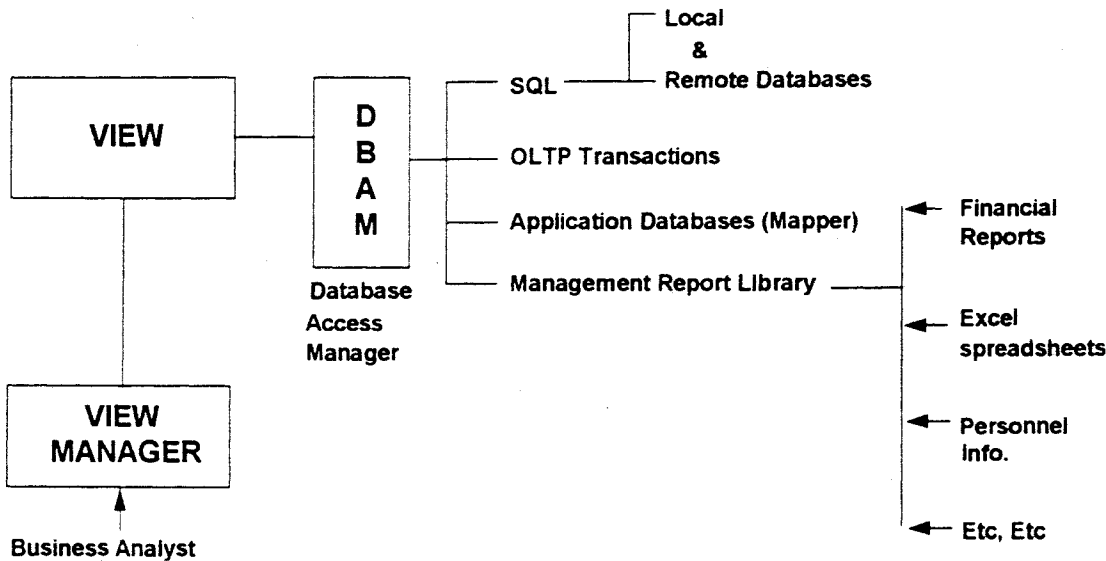 Local
&
Remote Databases
SQL
VIEW
D
B
A
M
OLTP Transactions
Application Databases (Mapper)
Management Report Library
Database
Access
Manager
Financial
Reports
Excel
spreadsheets
Personnel
Info.
Etc, Etc
VIEW
MANAGER
Business Analyst